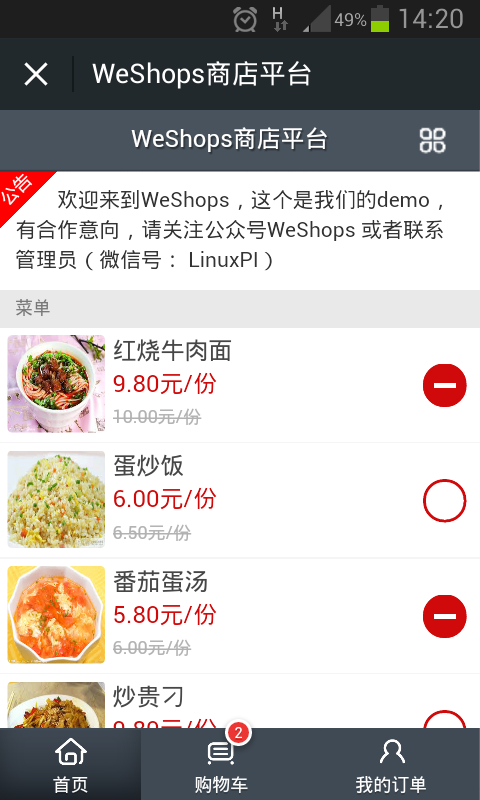 H
49%
14:20
WeShops商店平台
WeShops商店平台
公告
欢迎来到WeShops，这个是我们的demo，
有合作意向，请关注公众号WeShops 或者联系
管理员（微信号： LinuxPI）
菜单
红烧牛肉面
9.80元/份
10.00元/份
蛋炒饭
6.00元/份
6.50元/份
番茄蛋汤
5.80元/份
6.00元/份
炒贵刁
9.80元/份
2
首页
购物车
我的订单